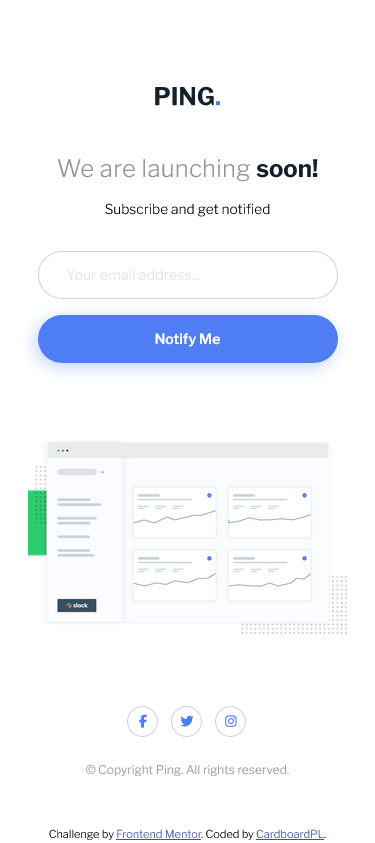 PING.
We are launching soon!
Subscribe and get notified
Your email address...
Notify Me
slack
© Copyright Ping. All rights reserved.
Challenge by Frontend Mentor. Coded by CardboardPL.